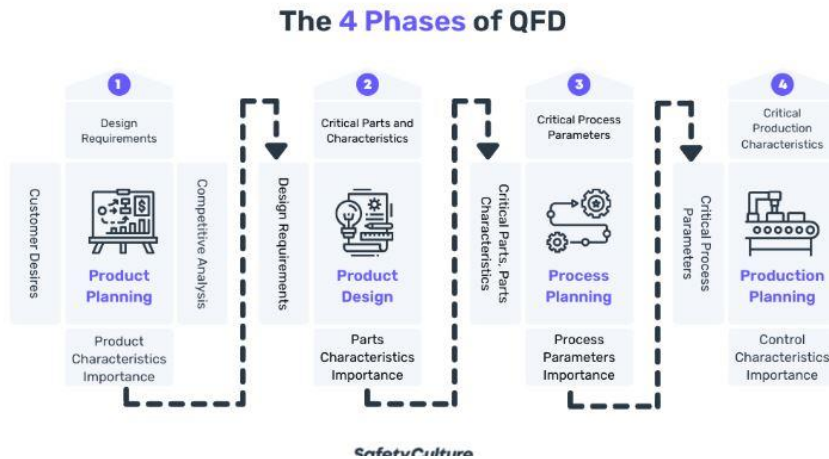 The 4 Phases of QFD
1
Design
Requirements
Customer Desires
Product
Planning
Competitive Analysis
Product
Characteristics
Importance
2
Critical Parts and
Characteristics
Design Requirements
Product
Design
Parts
Characteristics
Importance
3
Critical Process
Parameters
Critical Parts, Parts
Characteristics
Process
Planning
Process
Parameters
Importance
4
Critical
Production
Characteristics
Critical Process
Parameters
Production
Planning
Control
Characteristics
Importance
SafetyCulture